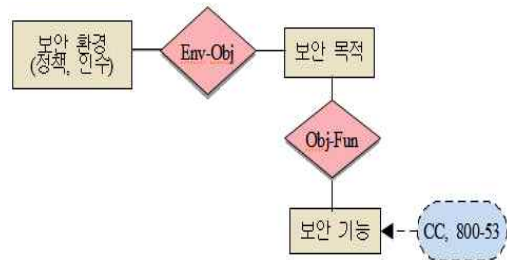 보안 환경
(정책, 인수)
Env-Obj
보안 목적
Obj-Fun
보안 기능
CC, 800-53